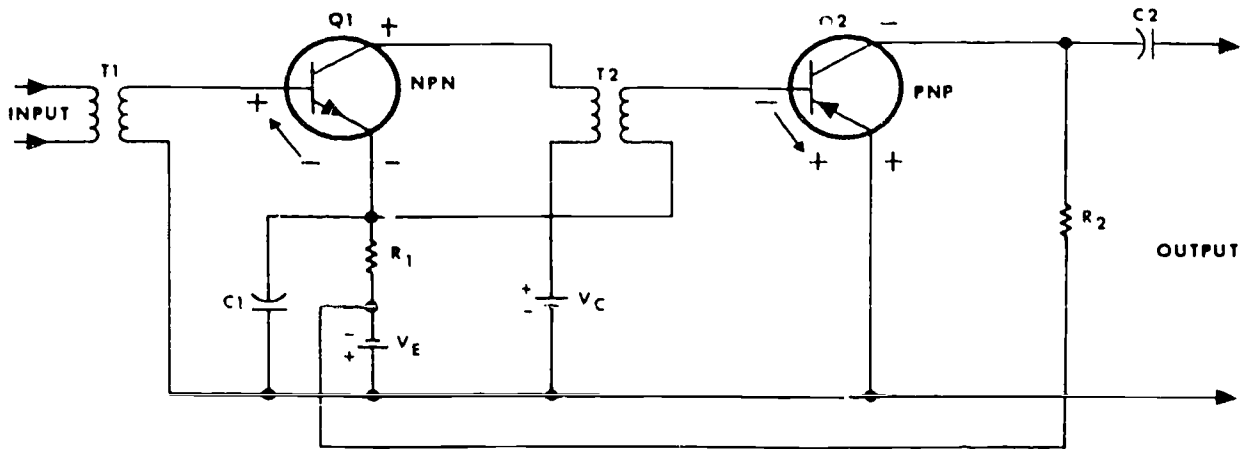 Q1
+
Q2
-
C2
T1
NPN
T2
PNP
INPUT
+
-
-
-
+
+
R1
R2
OUTPUT
C1
+
-
VC
-
+
VE